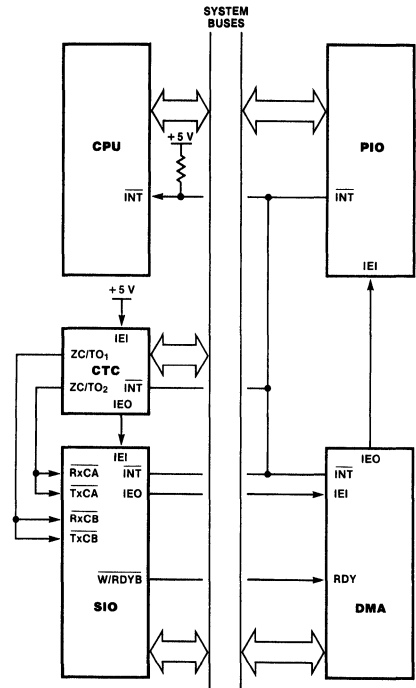 SYSTEM
BUSES
CPU
+5 V
INT
PIO
INT
IEI
+5 V
IEI
ZC/TO₁
CTC
ZC/TO₂
INT
IEO
IEI
RxCA
INT
TxCA
IEO
RxCB
TxCB
W/RDYB
SIO
IEO
INT
IEI
RDY
DMA